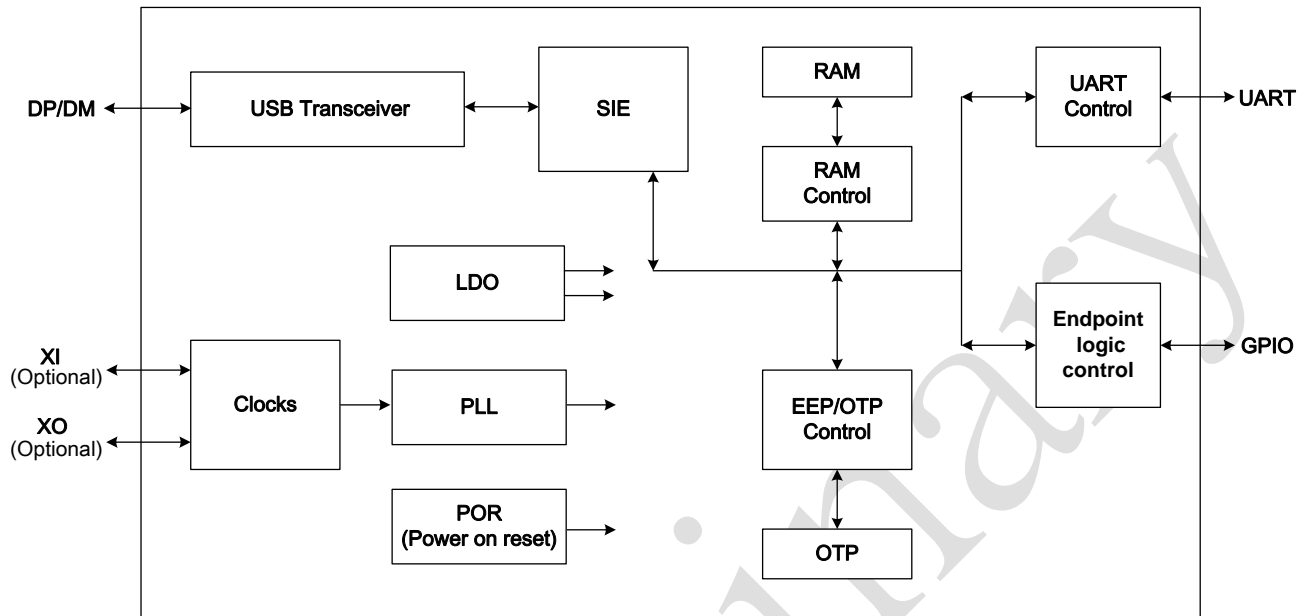 RAM
UART
Control
DP/DM
USB Transceiver
SIE
UART
RAM
Control
LDO
Endpoint
logic
control
GPIO
XI
(Optional)
Clocks
PLL
EEP/OTP
Control
XO
(Optional)
POR
(Power on reset)
OTP
inary